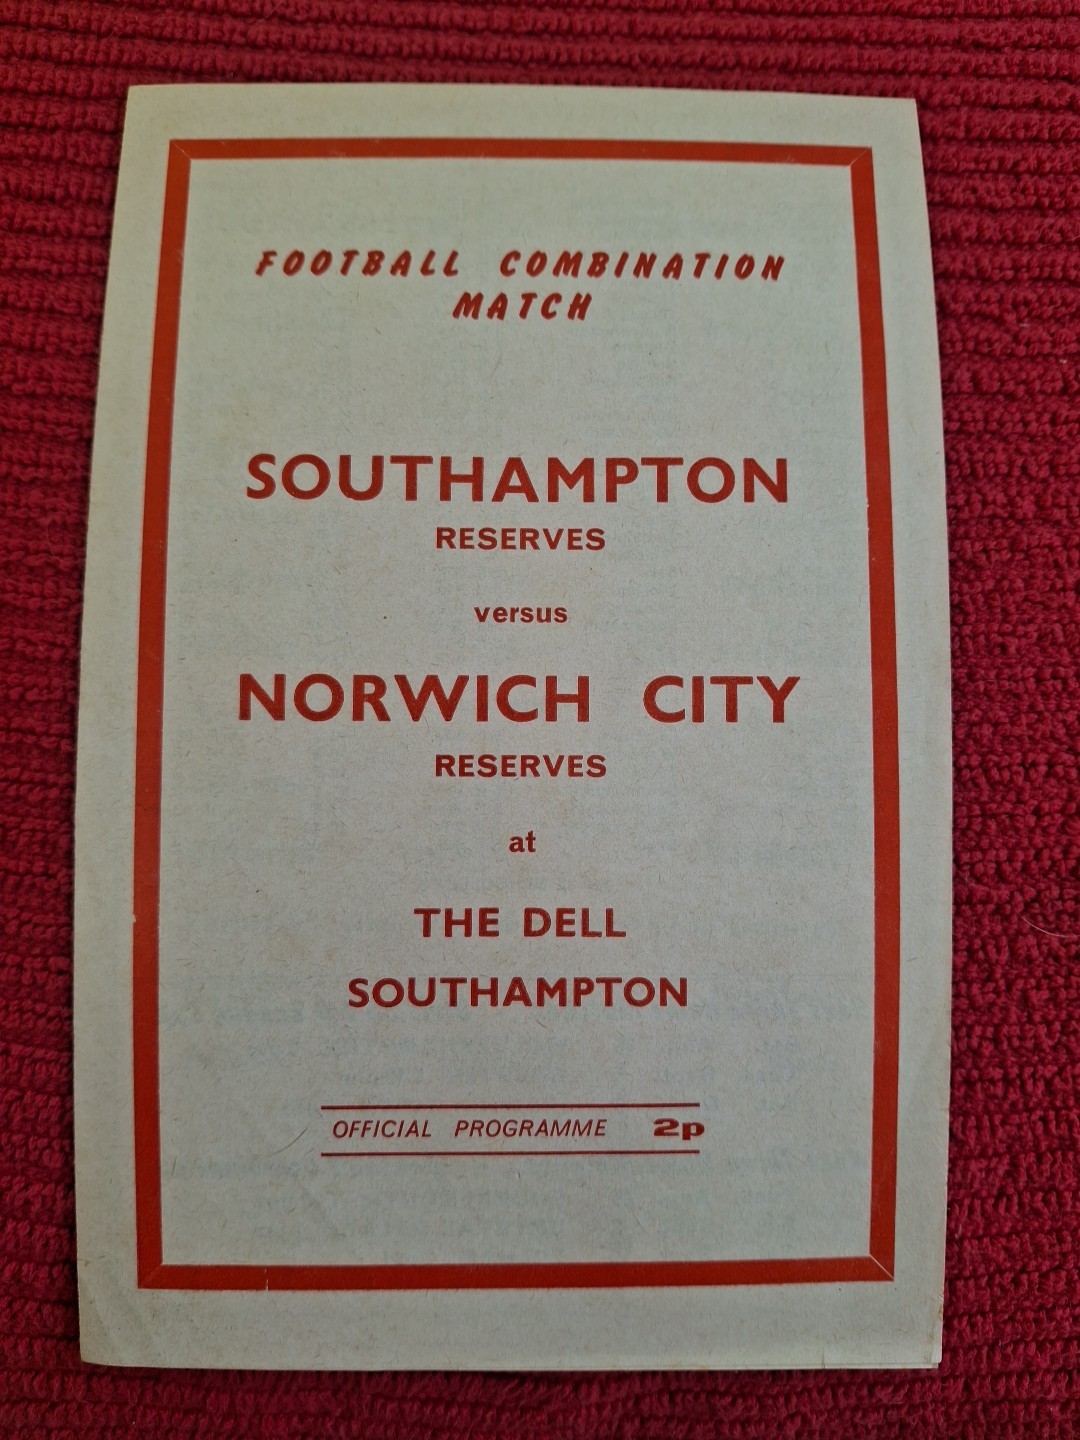 FOOTBALL COMBINATION
MATCH
SOUTHAMPTON
RESERVES
versus
NORWICH CITY
RESERVES
at
THE DELL
SOUTHAMPTON
OFFICIAL PROGRAMME 2p